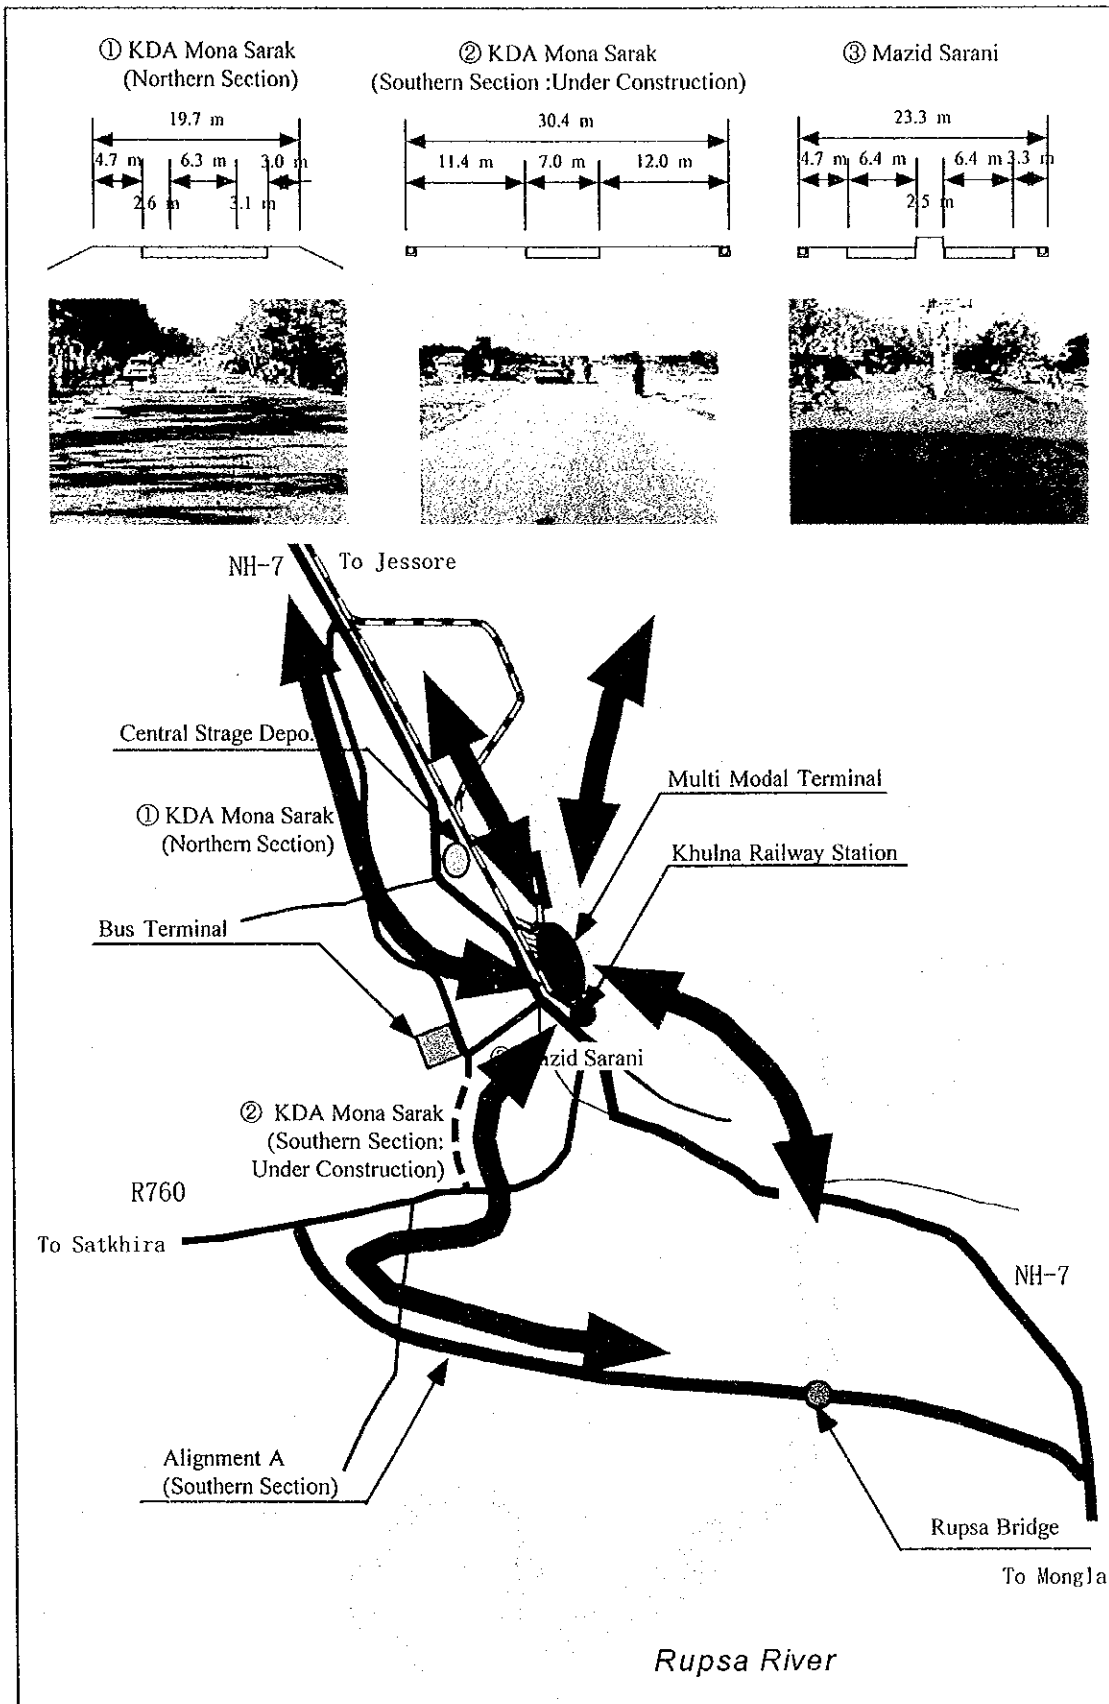 ① KDA Mona Sarak
(Northern Section)
② KDA Mona Sarak
(Southern Section :Under Construction)
③ Mazid Sarani
19.7 m
4.7 m
6.3 m
3.0 m
2.6 m
3.1 m
30.4 m
11.4 m
7.0 m
12.0 m
23.3 m
4.7 m
6.4 m
6.4 m
3.3 m
2.5 m
NH-7
To Jessore
Central Strage Depo.
Multi Modal Terminal
① KDA Mona Sarak
(Northern Section)
Khulna Railway Station
Bus Terminal
zid Sarani
② KDA Mona Sarak
(Southern Section:
Under Construction)
R760
To Satkhira
NH-7
Alignment A
(Southern Section)
Rupsa Bridge
To Mongla
Rupsa River